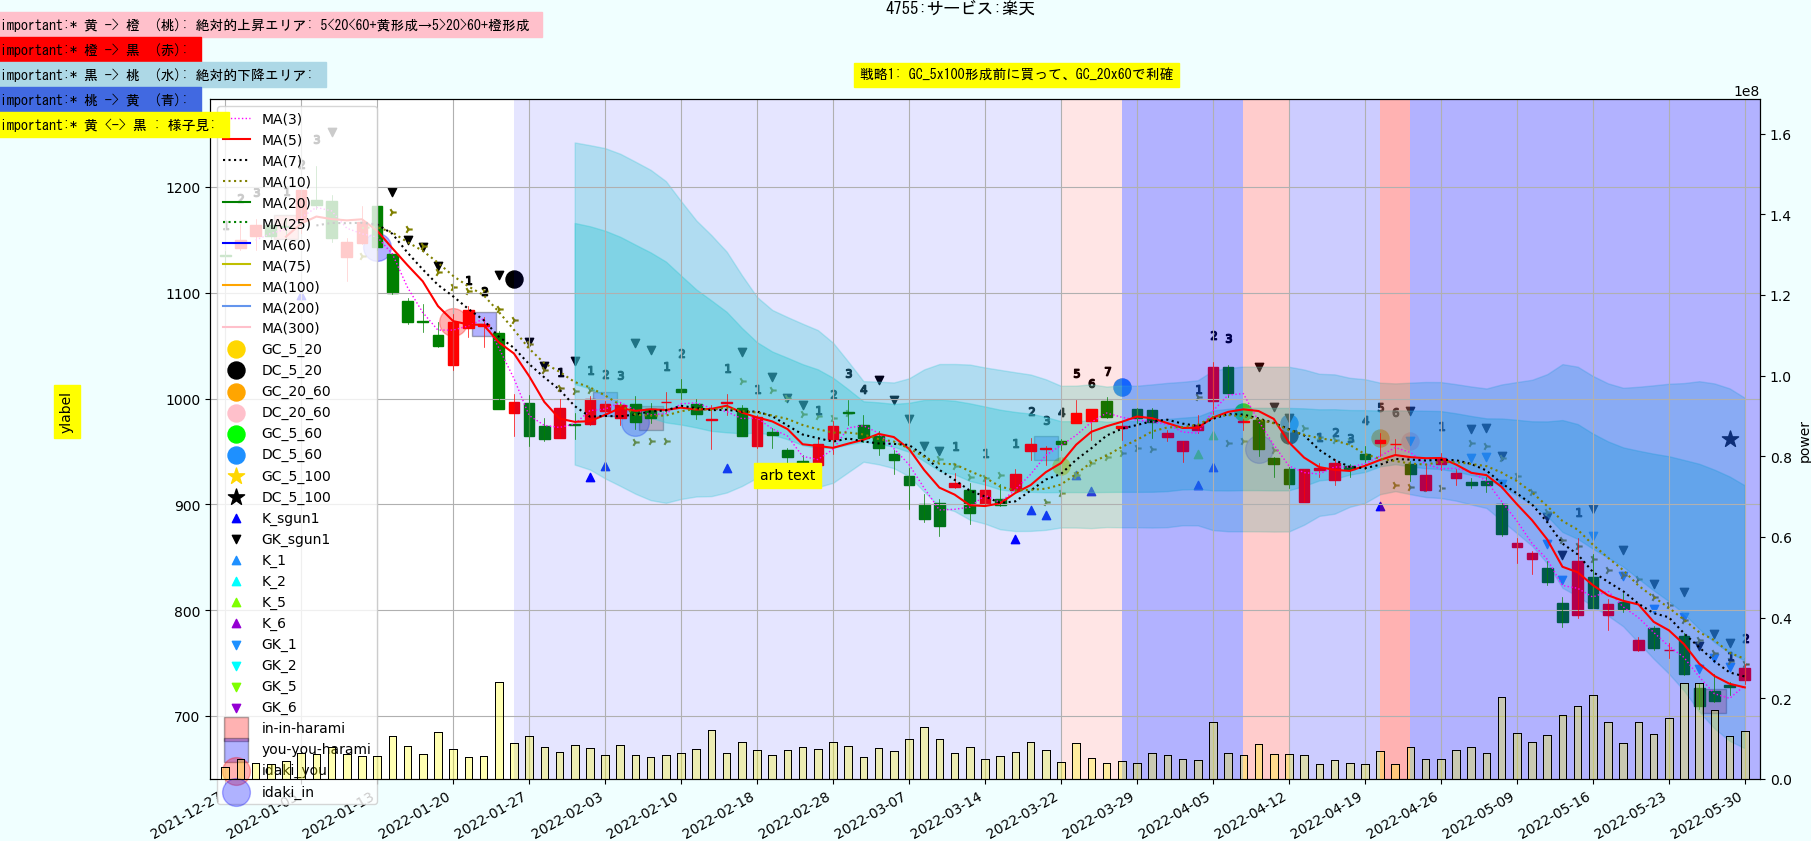 4755:サービス:楽天
important:* 黄 -> 橙 (桃): 絶対的上昇エリア: 5<20<60+黄形成→5>20>60+橙形成
important:* 橙 -> 黒 (赤):
important:* 黒 -> 桃 (水): 絶対的下降エリア:
戦略1: GC_5x100形成前に買って、GC_20x60で利確
important:* 桃 -> 黄 (青):
important:* 黄 <-> 黒 : 様子見:
1e8
MA(3)
MA(5)
MA(7)
MA(10)
MA(20)
MA(25)
MA(60)
MA(75)
MA(100)
MA(200)
MA(300)
GC_5_20
DC_5_20
GC_20_60
DC_20_60
GC_5_60
DC_5_60
GC_5_100
DC_5_100
K_sgun1
GK_sgun1
K_1
K_2
K_5
K_6
GK_1
GK_2
GK_5
GK_6
in-in-harami
you-you-harami
idaki_you
idaki_in
arb text
ylabel
1200
1100
1000
900
800
700
power
1.6
1.4
1.2
1.0
0.8
0.6
0.4
0.2
0.0
2021-12-27
2022-01-13
2022-01-20
2022-01-27
2022-02-03
2022-02-10
2022-02-18
2022-02-28
2022-03-07
2022-03-14
2022-03-22
2022-03-29
2022-04-05
2022-04-12
2022-04-19
2022-04-26
2022-05-09
2022-05-16
2022-05-23
2022-05-30